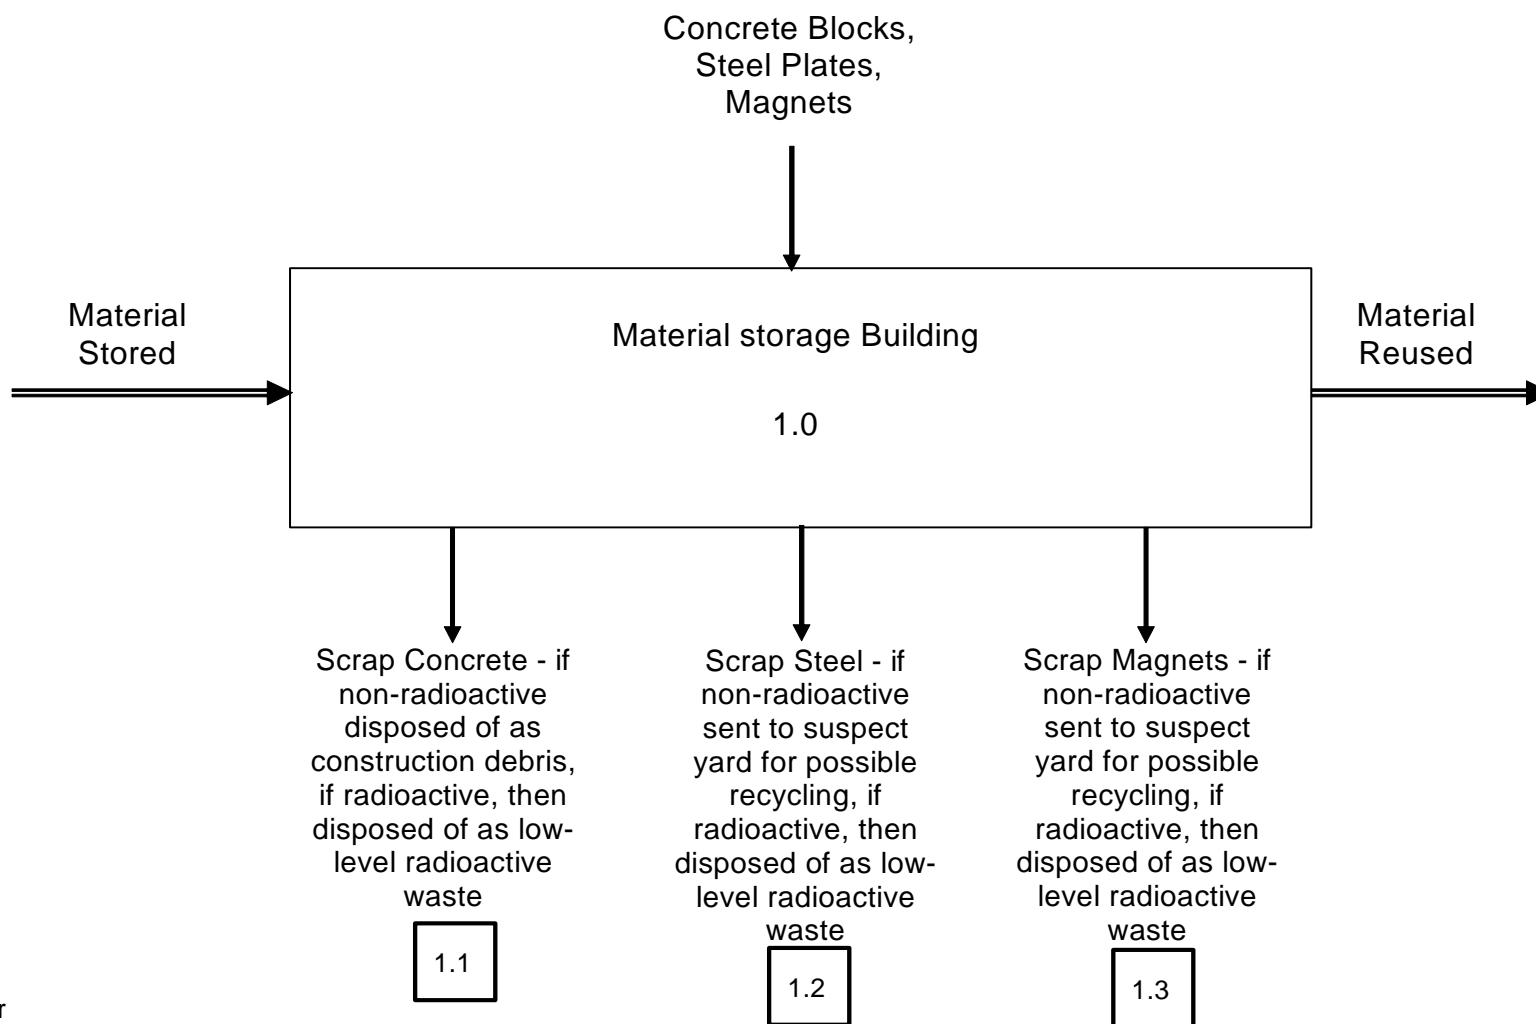 Concrete Blocks,
Steel Plates,
Magnets
Material
Stored
Material storage Building
1.0
Material
Reused
Scrap Concrete - if
non-radioactive
disposed of as
construction debris,
if radioactive, then
disposed of as low-
level radioactive
waste
1.1
Scrap Steel - if
non-radioactive
sent to suspect
yard for possible
recycling, if
radioactive, then
disposed of as low-
level radioactive
waste
1.2
Scrap Magnets - if
non-radioactive
sent to suspect
yard for possible
recycling, if
radioactive, then
disposed of as low-
level radioactive
waste
1.3